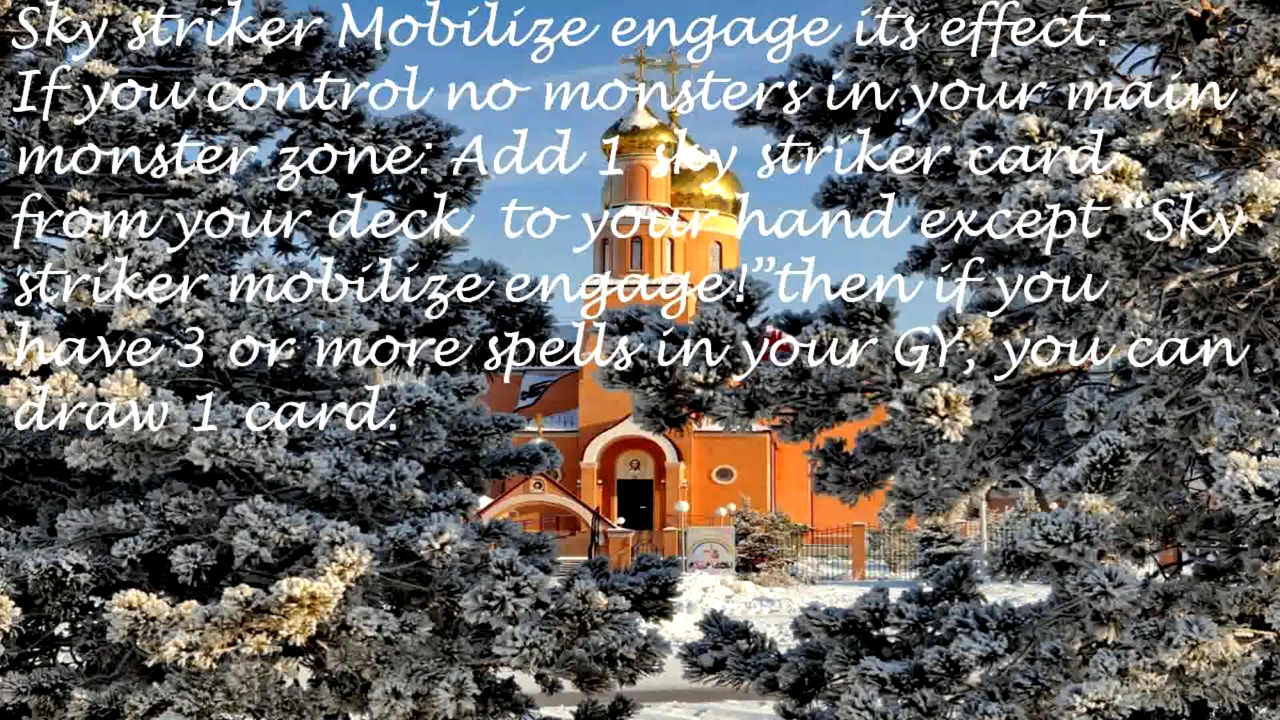 Sky striker Mobilize engage its effect:
If you control no monsters in your main
monster zone: Add 1 sky striker card
from your deck to your hand except “Sky
striker mobilize engage!”then if you
have 3 or more spells in your GY, you can
draw 1 card.